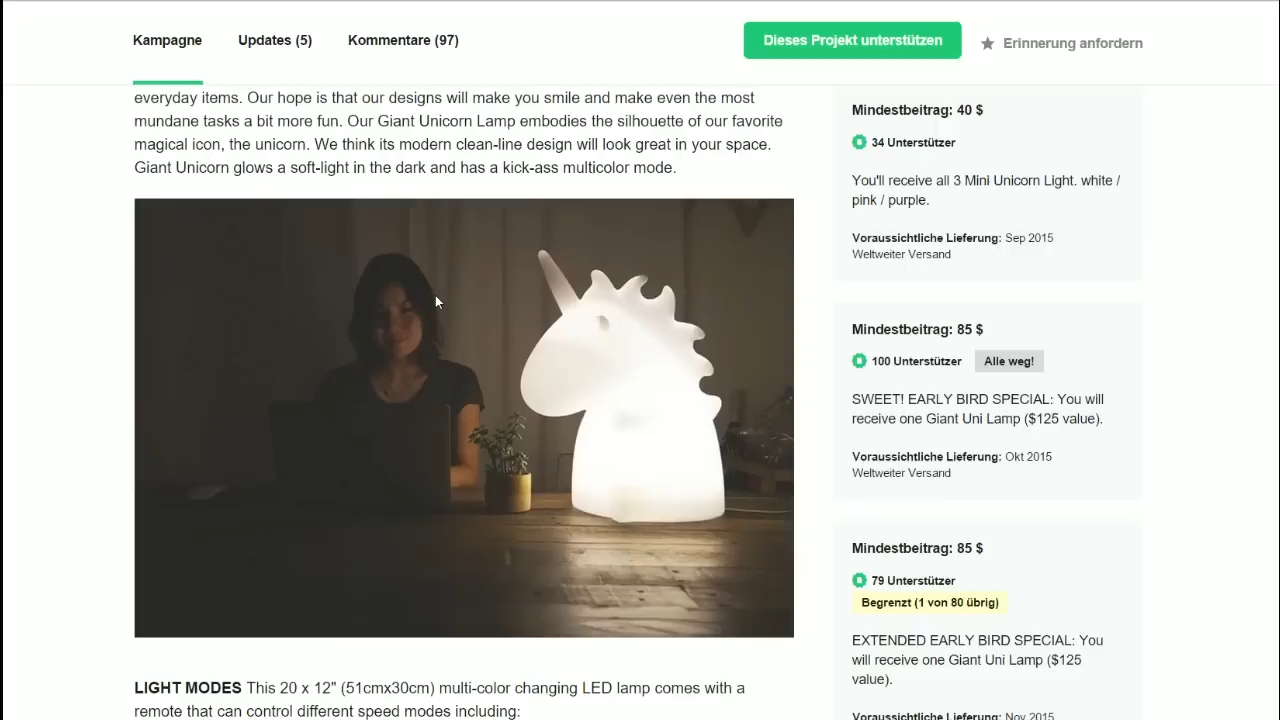 Kampagne
Updates (5)
Kommentare (97)
Dieses Projekt unterstützen
Erinnerung anfordern
everyday items. Our hope is that our designs will make you smile and make even the most
mundane tasks a bit more fun. Our Giant Unicorn Lamp embodies the silhouette of our favorite
magical icon, the unicorn. We think its modern clean-line design will look great in your space.
Giant Unicorn glows a soft-light in the dark and has a kick-ass multicolor mode.
LIGHT MODES This 20 x 12" (51cmx30cm) multi-color changing LED lamp comes with a
remote that can control different speed modes including:
Mindestbeitrag: 40 $
34 Unterstützer
You'll receive all 3 Mini Unicorn Light. white /
pink / purple.
Voraussichtliche Lieferung: Sep 2015
Weltweiter Versand
Mindestbeitrag: 85 $
100 Unterstützer Alle weg!
SWEET! EARLY BIRD SPECIAL: You will
receive one Giant Uni Lamp ($125 value).
Voraussichtliche Lieferung: Okt 2015
Weltweiter Versand
Mindestbeitrag: 85 $
79 Unterstützer
Begrenzt (1 von 80 übrig)
EXTENDED EARLY BIRD SPECIAL: You
will receive one Giant Uni Lamp ($125
value).
Voraussichtliche Lieferung: Nov 2015